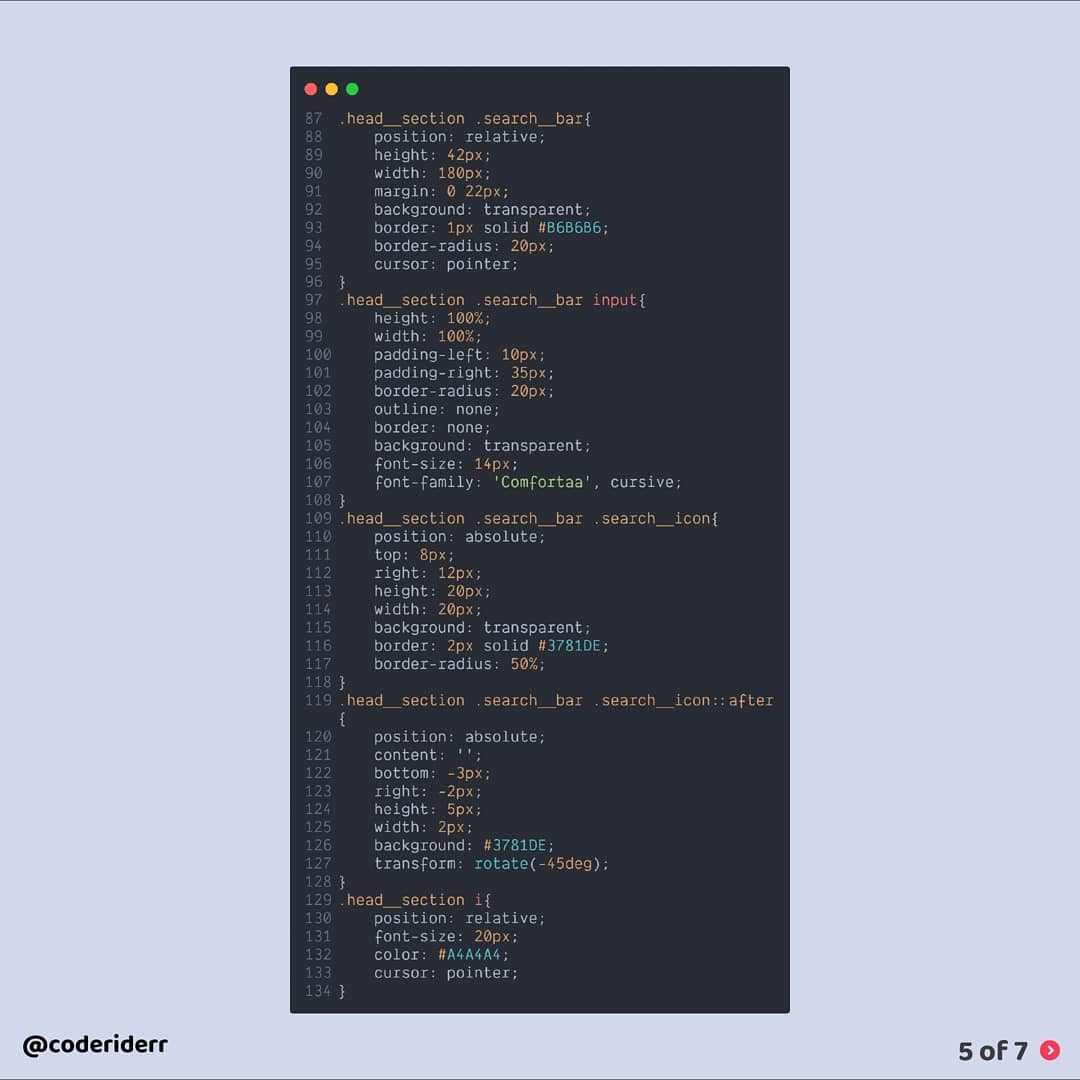 87 .head__section .search__bar{
88 position: relative;
89 height: 42px;
90 width: 180px;
91 margin: 0 22px;
92 background: transparent;
93 border: 1px solid #B6B6B6;
94 border-radius: 20px;
95 cursor: pointer;
96 }
97 .head__section .search__bar input{
98 height: 100%;
99 width: 100%;
100 padding-left: 10px;
101 padding-right: 35px;
102 border-radius: 20px;
103 outline: none;
104 border: none;
105 background: transparent;
106 font-size: 14px;
107 font-family: 'Comfortaa', cursive;
108 }
109 .head__section .search__bar .search__icon{
110 position: absolute;
111 top: 8px;
112 right: 12px;
113 height: 20px;
114 width: 20px;
115 background: transparent;
116 border: 2px solid #3781DE;
117 border-radius: 50%;
118 }
119 .head__section .search__bar .search__icon::after
{
120 position: absolute;
121 content: '';
122 bottom: -3px;
123 right: -2px;
124 height: 5px;
125 width: 2px;
126 background: #3781DE;
127 transform: rotate(-45deg);
128 }
129 .head__section i{
130 position: relative;
131 font-size: 20px;
132 color: #A4A4A4;
133 cursor: pointer;
134 }
@coderiderr
5 of 7